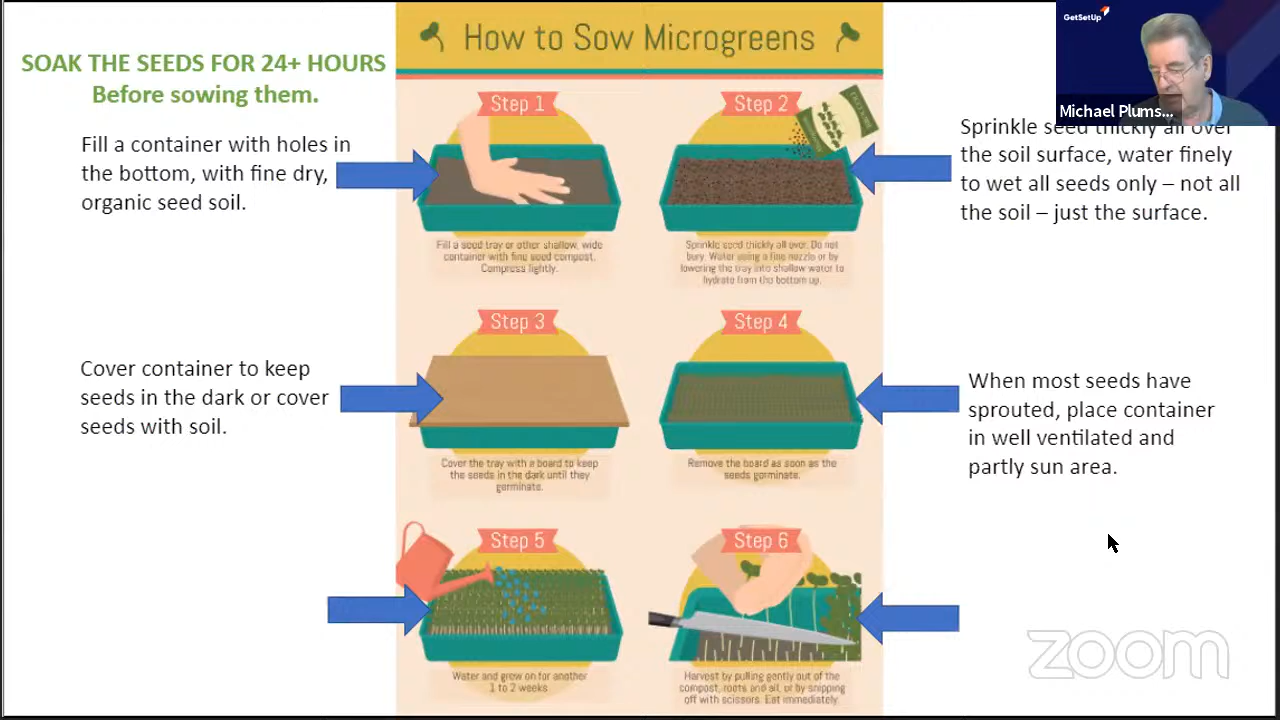 How to Sow Microgreens
SOAK THE SEEDS FOR 24+ HOURS
Before sowing them.
GetSetUp
Michael Plums...
Step 1
Fill a container with holes in
the bottom, with fine dry,
organic seed soil.
Fill a seed tray or other shallow, wide
container with fine seed compost.
Compress lightly.
Step 2
Sprinkle seed thickly all over. Do not
bury. Water using a fine nozzle or by
lowering the tray into shallow water to
hydrate from the bottom up.
Sprinkle seed thickly all over
the soil surface, water finely
to wet all seeds only – not all
the soil – just the surface.
Step 3
Cover container to keep
seeds in the dark or cover
seeds with soil.
Cover the tray with a board to keep
the seeds in the dark until they
germinate.
Step 4
Remove the board as soon as the
seeds germinate.
When most seeds have
sprouted, place container
in well ventilated and
partly sun area.
Step 5
Water and grow on for another
1 to 2 weeks
Step 6
Harvest by pulling gently out of the
compost, roots and all, or by snipping
off with scissors. Eat immediately.
zoom